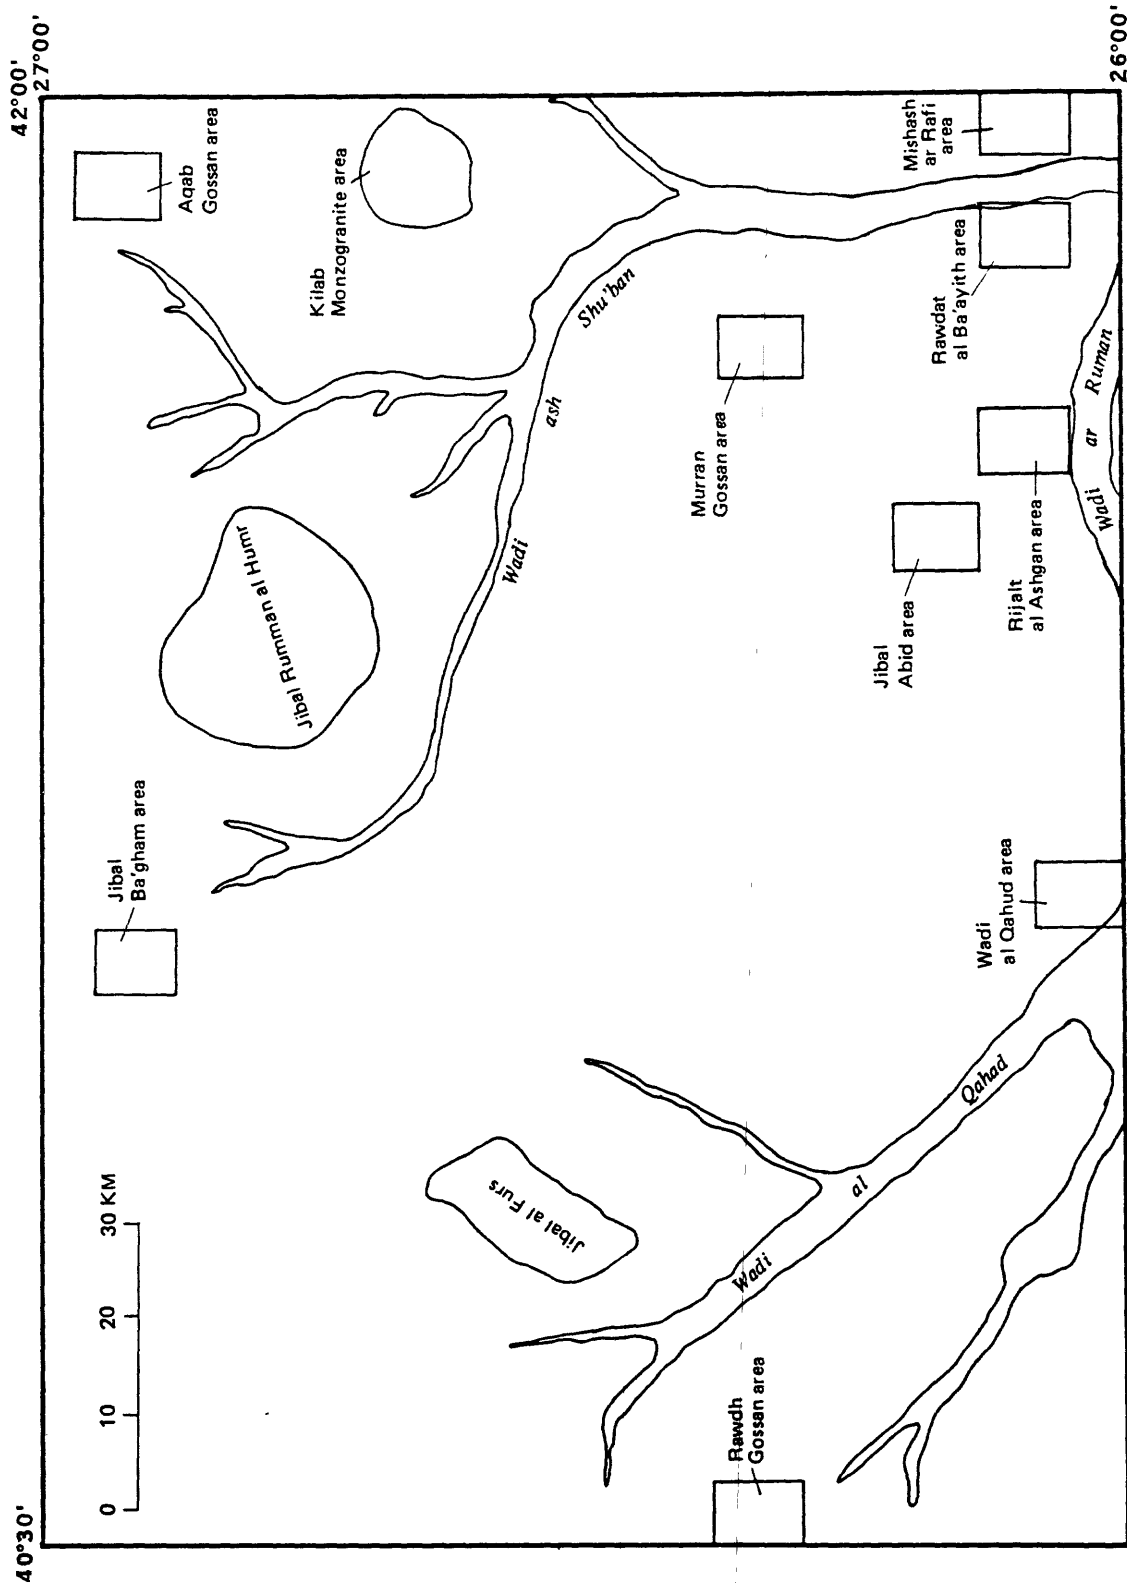 40°30'
42°00'
27°00'
26°00'
0 10 20 30 KM
Jibal
Ba'gham area
Aqab
Gossan area
Jibal Rumman al Humr
Kilab
Monzogranite area
Jibal al Furs
Wadi ash Shu'ban
Rawdh
Gossan area
Murran
Gossan area
Wadi al Qahad
Jibal
Abid area
Mishash
ar Rafi
area
Rawdat
al Ba'ayith area
Wadi
al Qahud area
Rijalt
al Ashgan area
Wadi ar Ruman